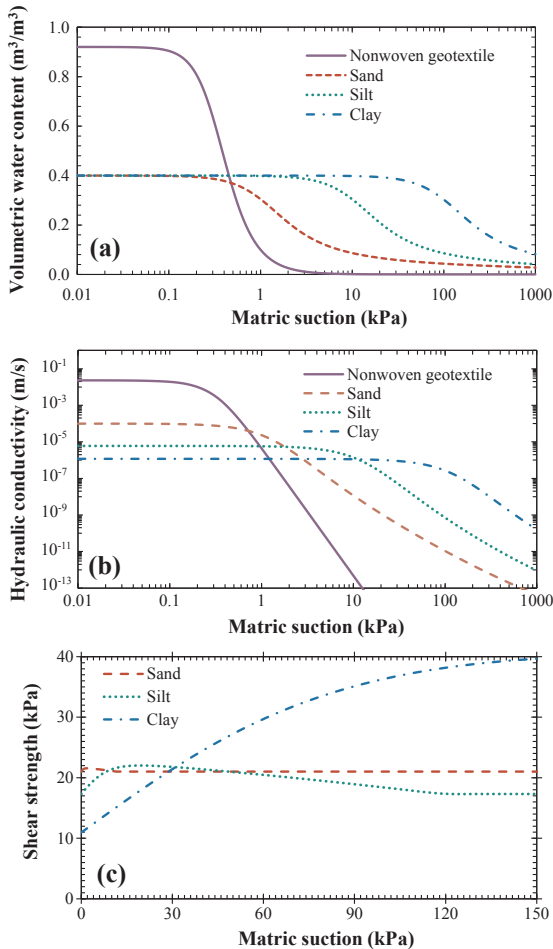 Volumetric water content (m³/m³)
1.0
0.8
0.6
0.4
0.2
0.0
Nonwoven geotextile
Sand
Silt
Clay
(a)
0.01 0.1 1 10 100 1000
Matric suction (kPa)
Hydraulic conductivity (m/s)
10⁻¹
10⁻³
10⁻⁵
10⁻⁷
10⁻⁹
10⁻¹¹
10⁻¹³
Nonwoven geotextile
Sand
Silt
Clay
(b)
0.01 0.1 1 10 100 1000
Matric suction (kPa)
Shear strength (kPa)
40
30
20
10
0
Sand
Silt
Clay
(c)
0 30 60 90 120 150
Matric suction (kPa)